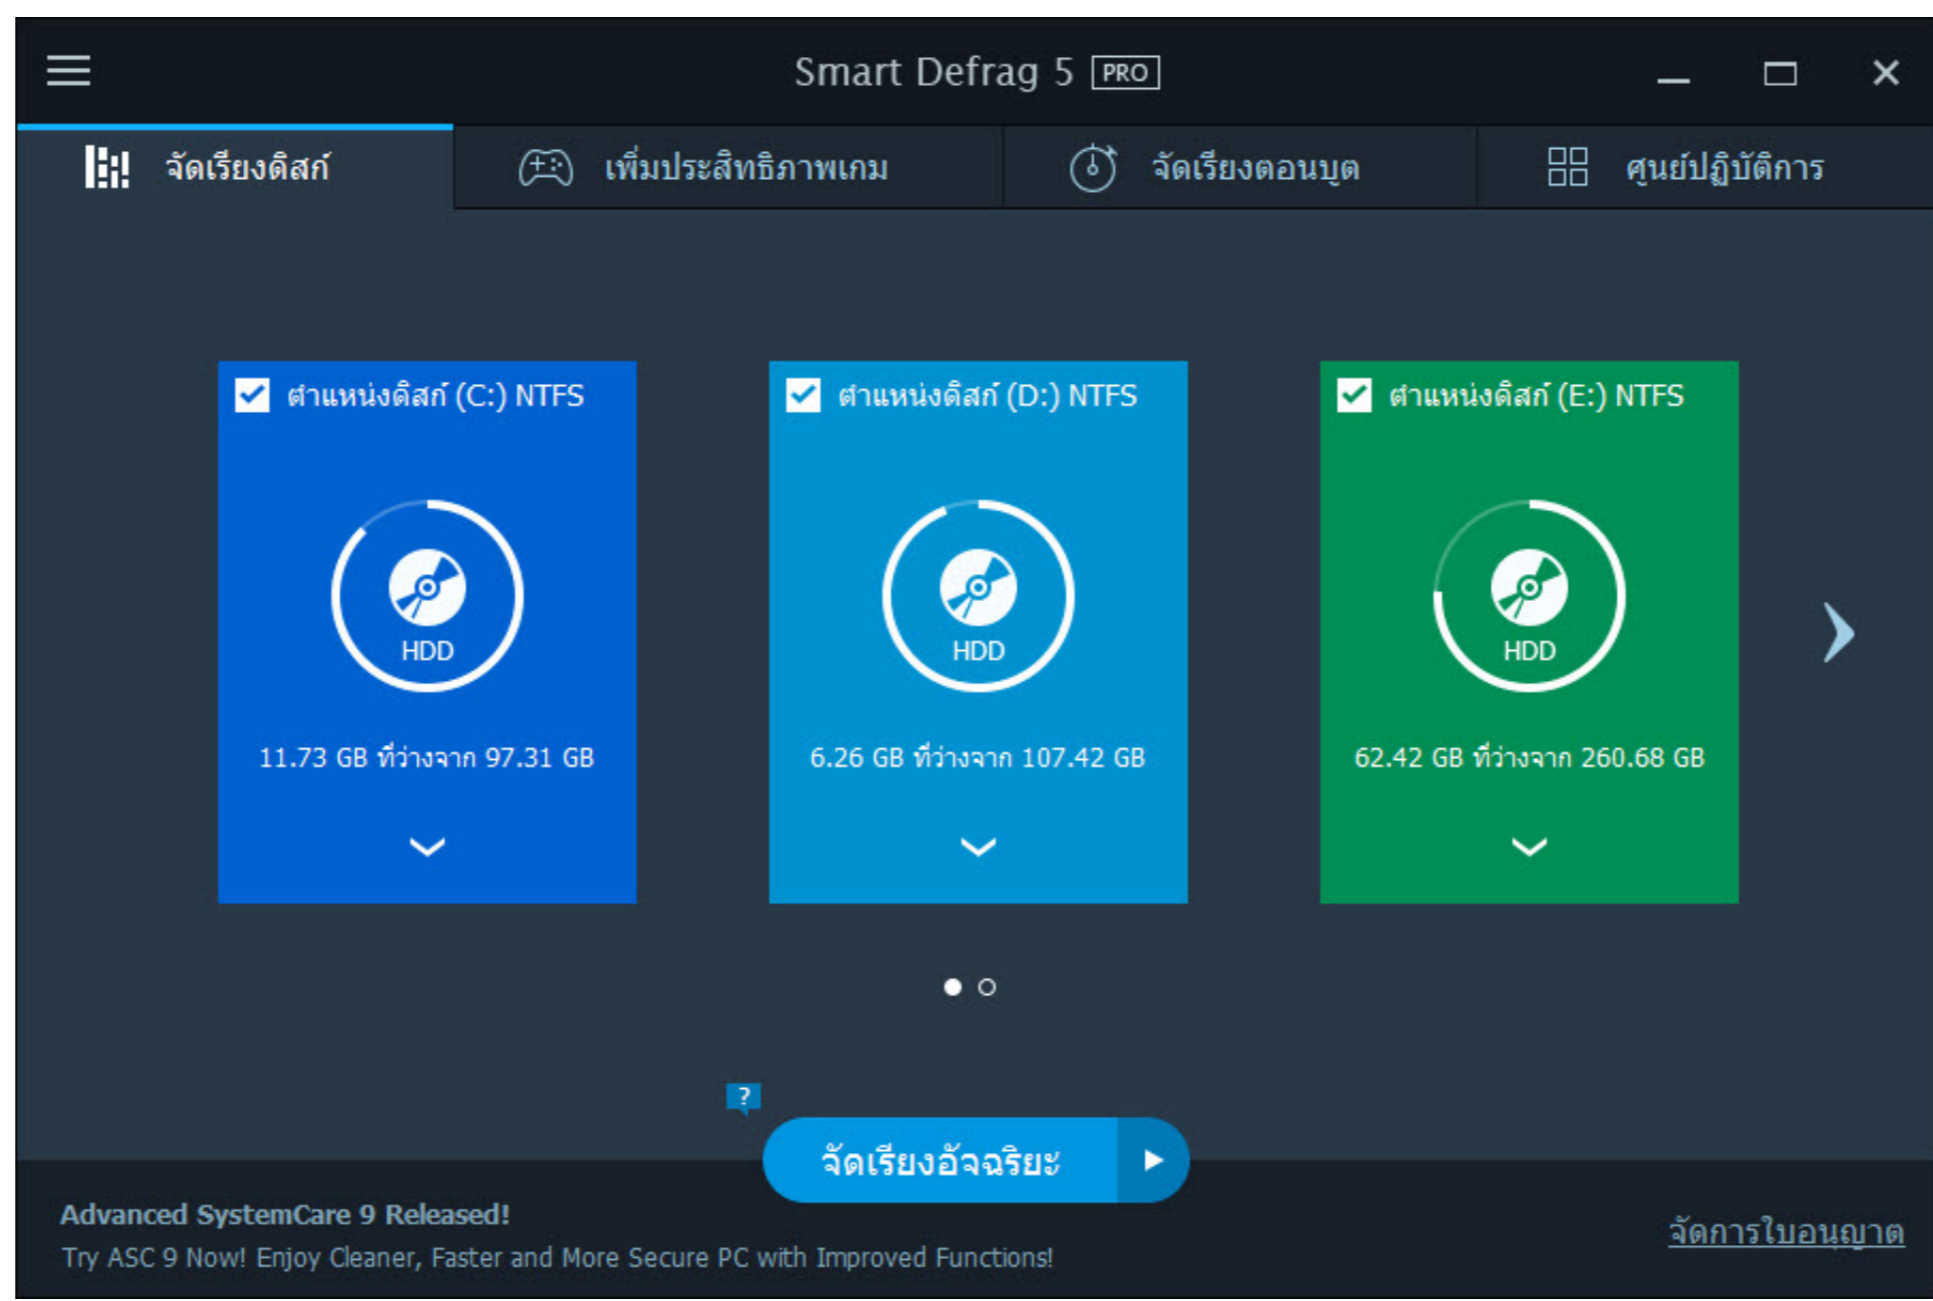 Smart Defrag 5 PRO
จัดเรียงดิสก์
เพิ่มประสิทธิภาพเกม
จัดเรียงตอนบูต
ศูนย์ปฏิบัติการ
ตำแหน่งดิสก์ (C:) NTFS
HDD
11.73 GB ที่ว่างจาก 97.31 GB
ตำแหน่งดิสก์ (D:) NTFS
HDD
6.26 GB ที่ว่างจาก 107.42 GB
ตำแหน่งดิสก์ (E:) NTFS
HDD
62.42 GB ที่ว่างจาก 260.68 GB
?
จัดเรียงอัจฉริยะ
Advanced SystemCare 9 Released!
Try ASC 9 Now! Enjoy Cleaner, Faster and More Secure PC with Improved Functions!
จัดการใบอนุญาต